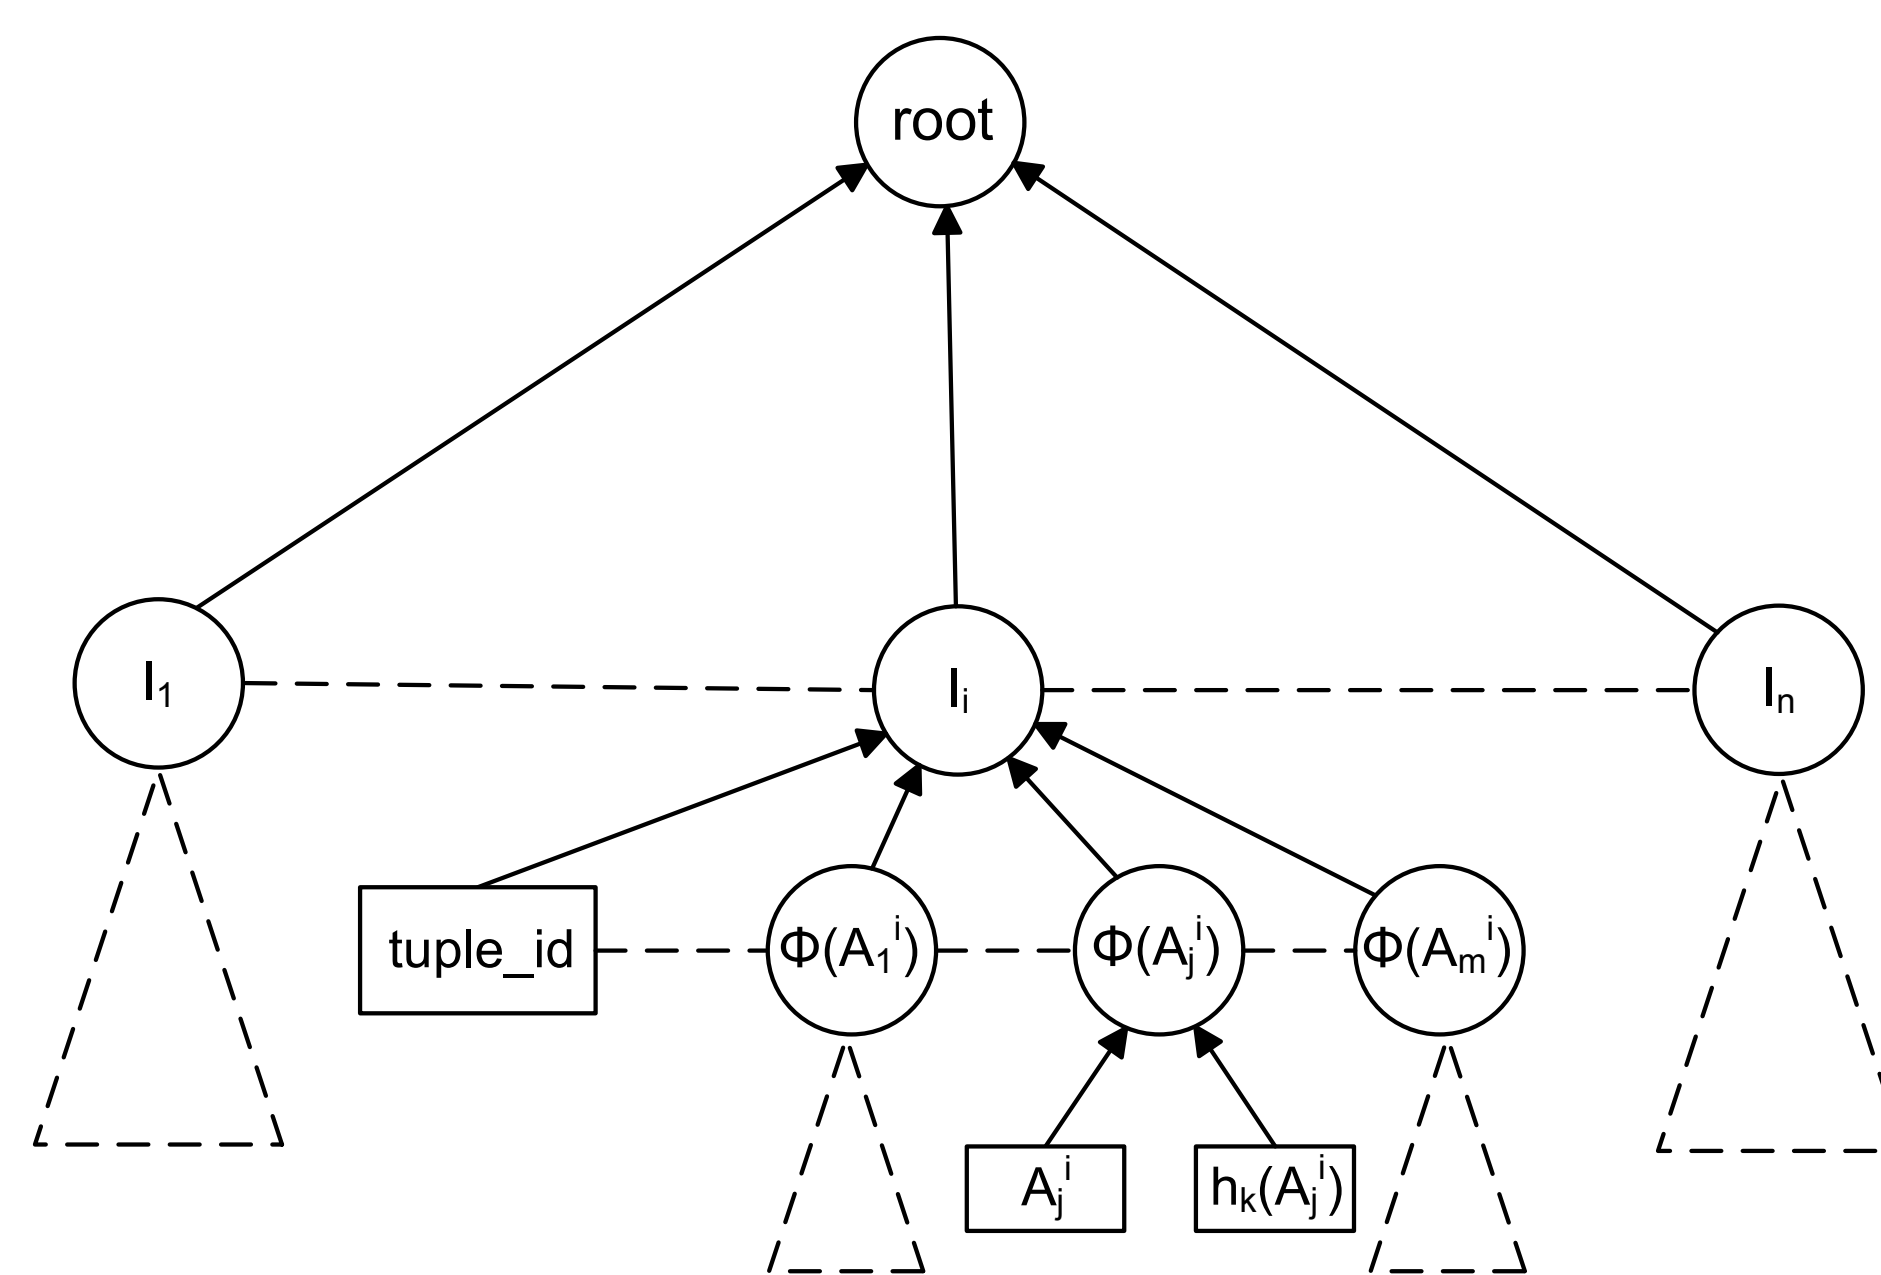 root
I₁
Iᵢ
Iₙ
tuple_id
Φ(A₁ⁱ)
Φ(Aⱼⁱ)
Φ(Aₘⁱ)
Aⱼⁱ
hₖ(Aⱼⁱ)